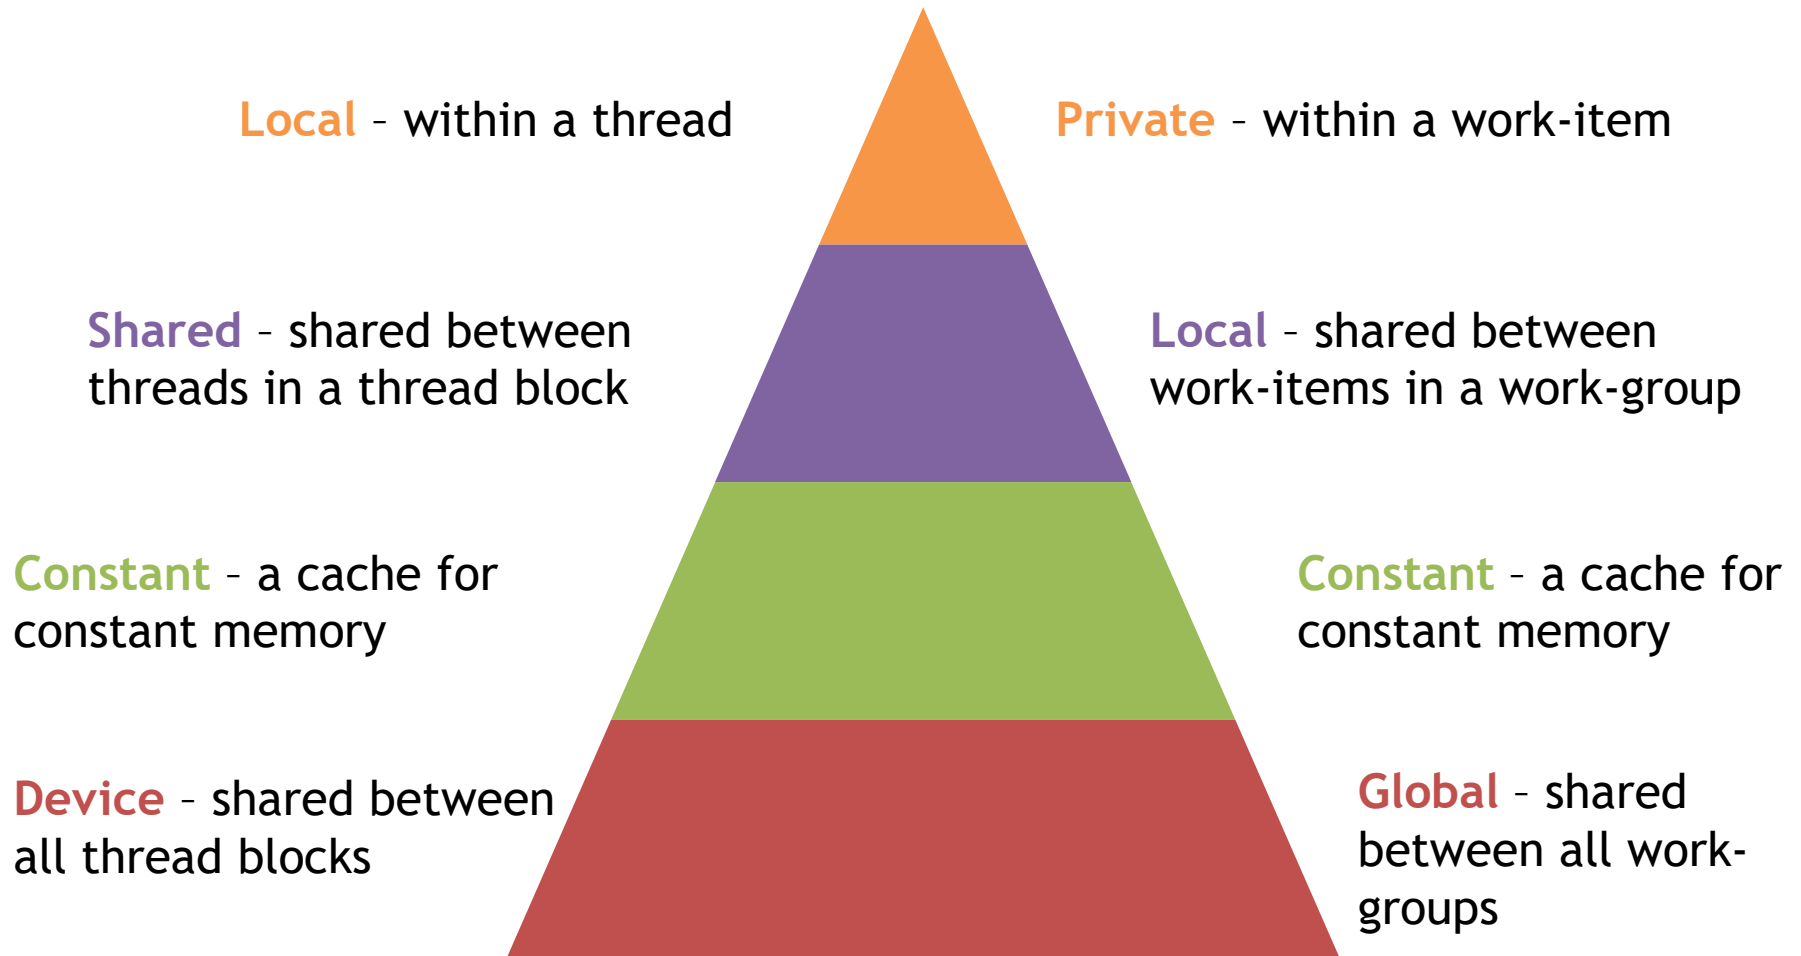 Local – within a thread
Private – within a work-item
Shared – shared between
threads in a thread block
Local – shared between
work-items in a work-group
Constant – a cache for
constant memory
Constant – a cache for
constant memory
Device – shared between
all thread blocks
Global – shared
between all work-
groups